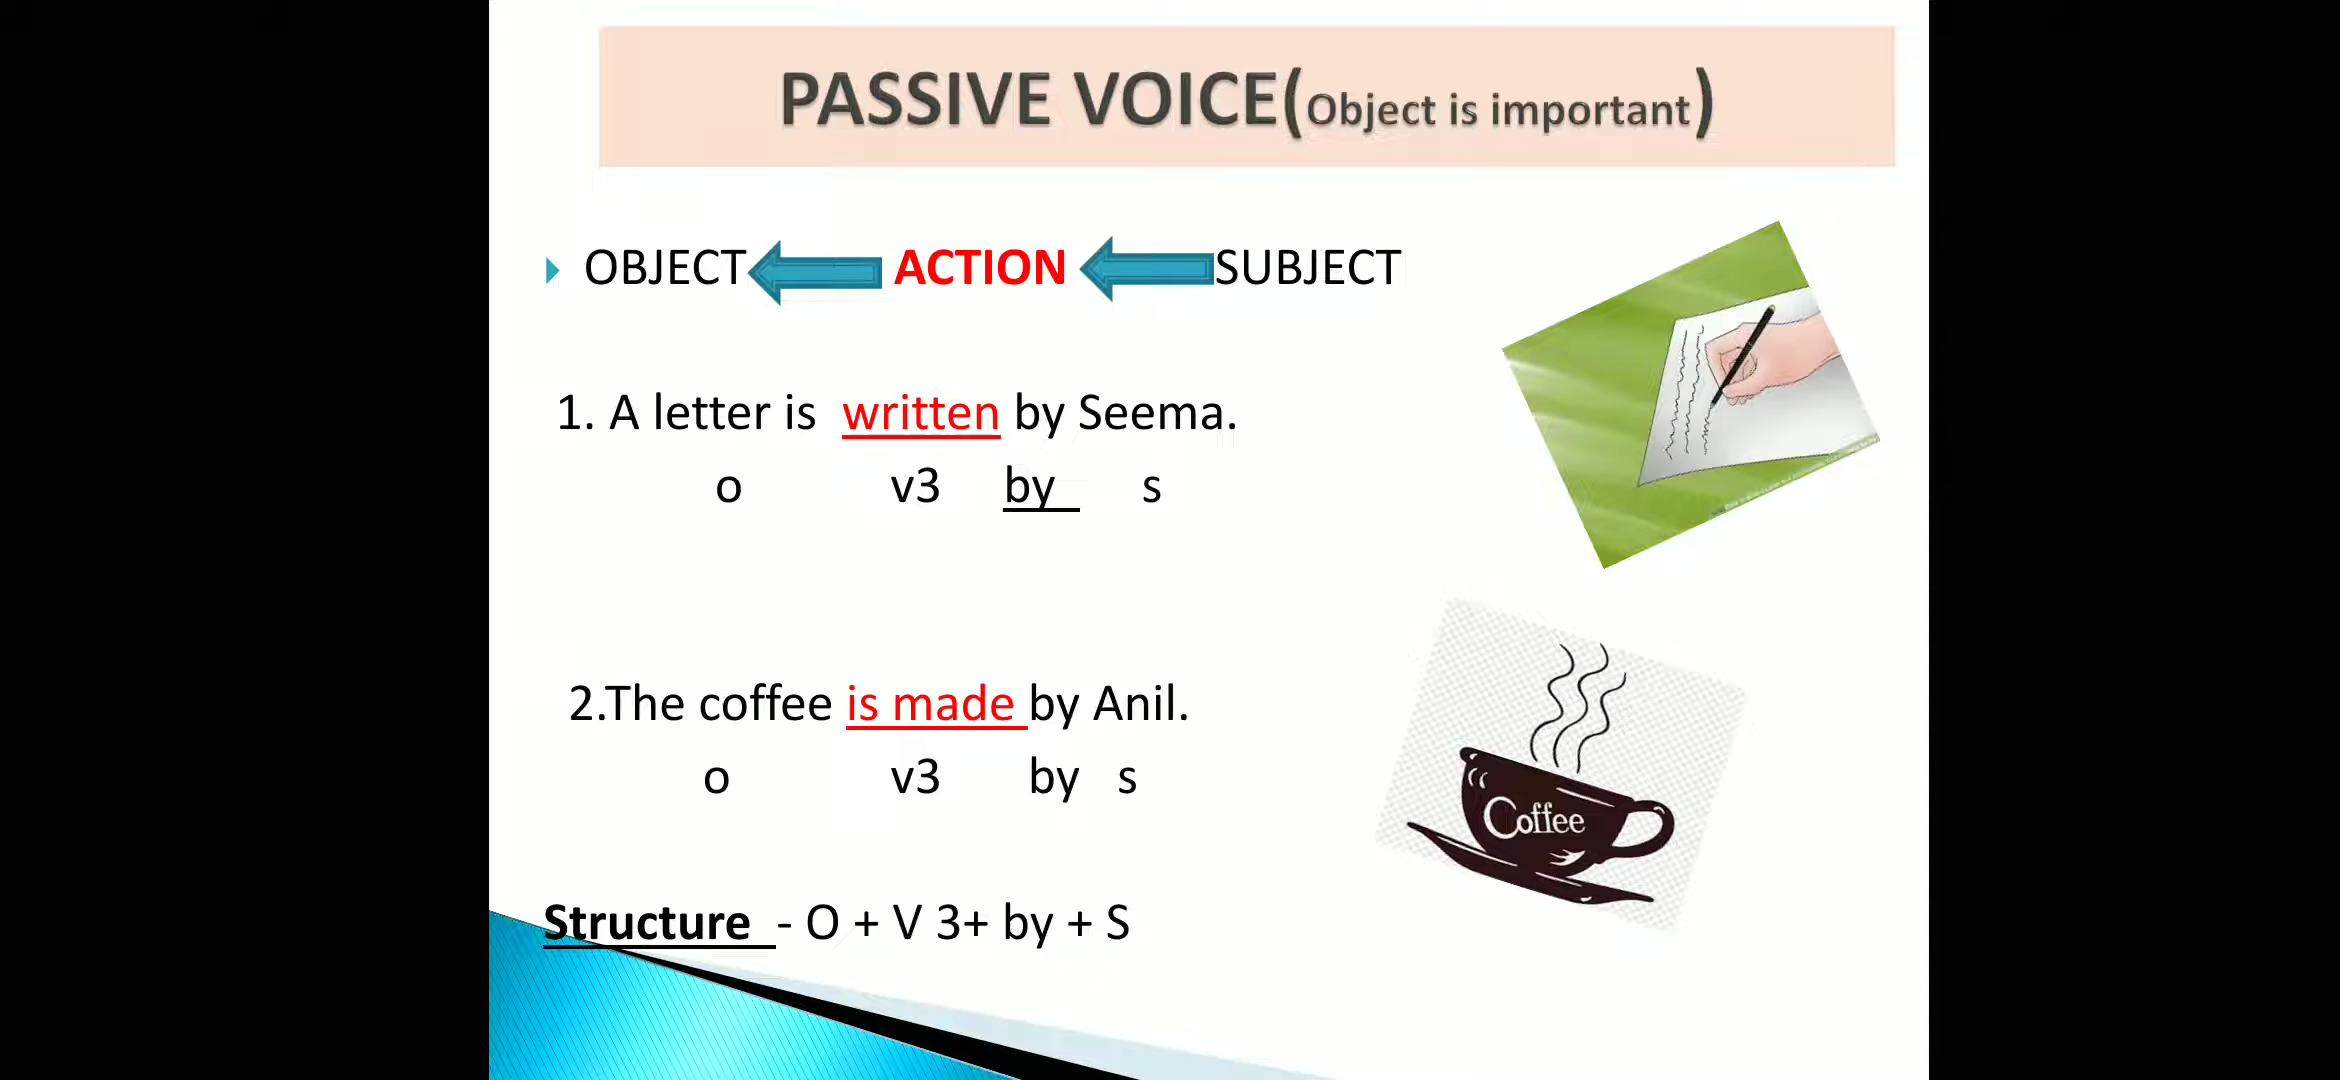 PASSIVE VOICE(Object is important)
OBJECT ACTION SUBJECT
1. A letter is written by Seema.
o v3 by s
2.The coffee is made by Anil.
o v3 by s
Coffee
Structure - O + V 3+ by + S